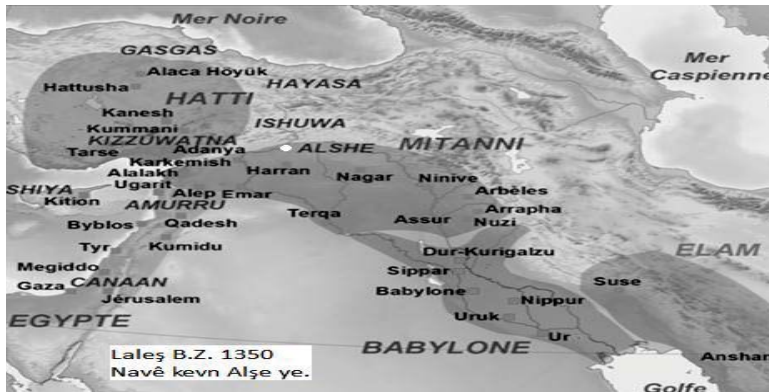 Mer Noire
GASGAS
Mer
Caspienne
Alaca Höyük
Hattusha
HAYASA
HATTI
Kanesh
Kummani
ISHUWA
KIZZUWATNA
Adanya
ALSHE
MITANNI
Tarse
Karkemish
Alalakh
Harran
Nagar
Ninive
SHIYA
Ugarit
Alep
Emar
Arbèles
Kition
AMURRU
Terqa
Assur
Arrapha
Nuzi
Byblos
Qadesh
Tyr
Kumidu
Dur-Kurigalzu
ELAM
Megiddo
Sippar
Suse
Gaza
CANAAN
Babylone
Nippur
Jérusalem
Uruk
EGYPTE
Ur
BABYLONE
Anshan
Laleş B.Z. 1350
Navê kevn Alşe ye.
Golfe